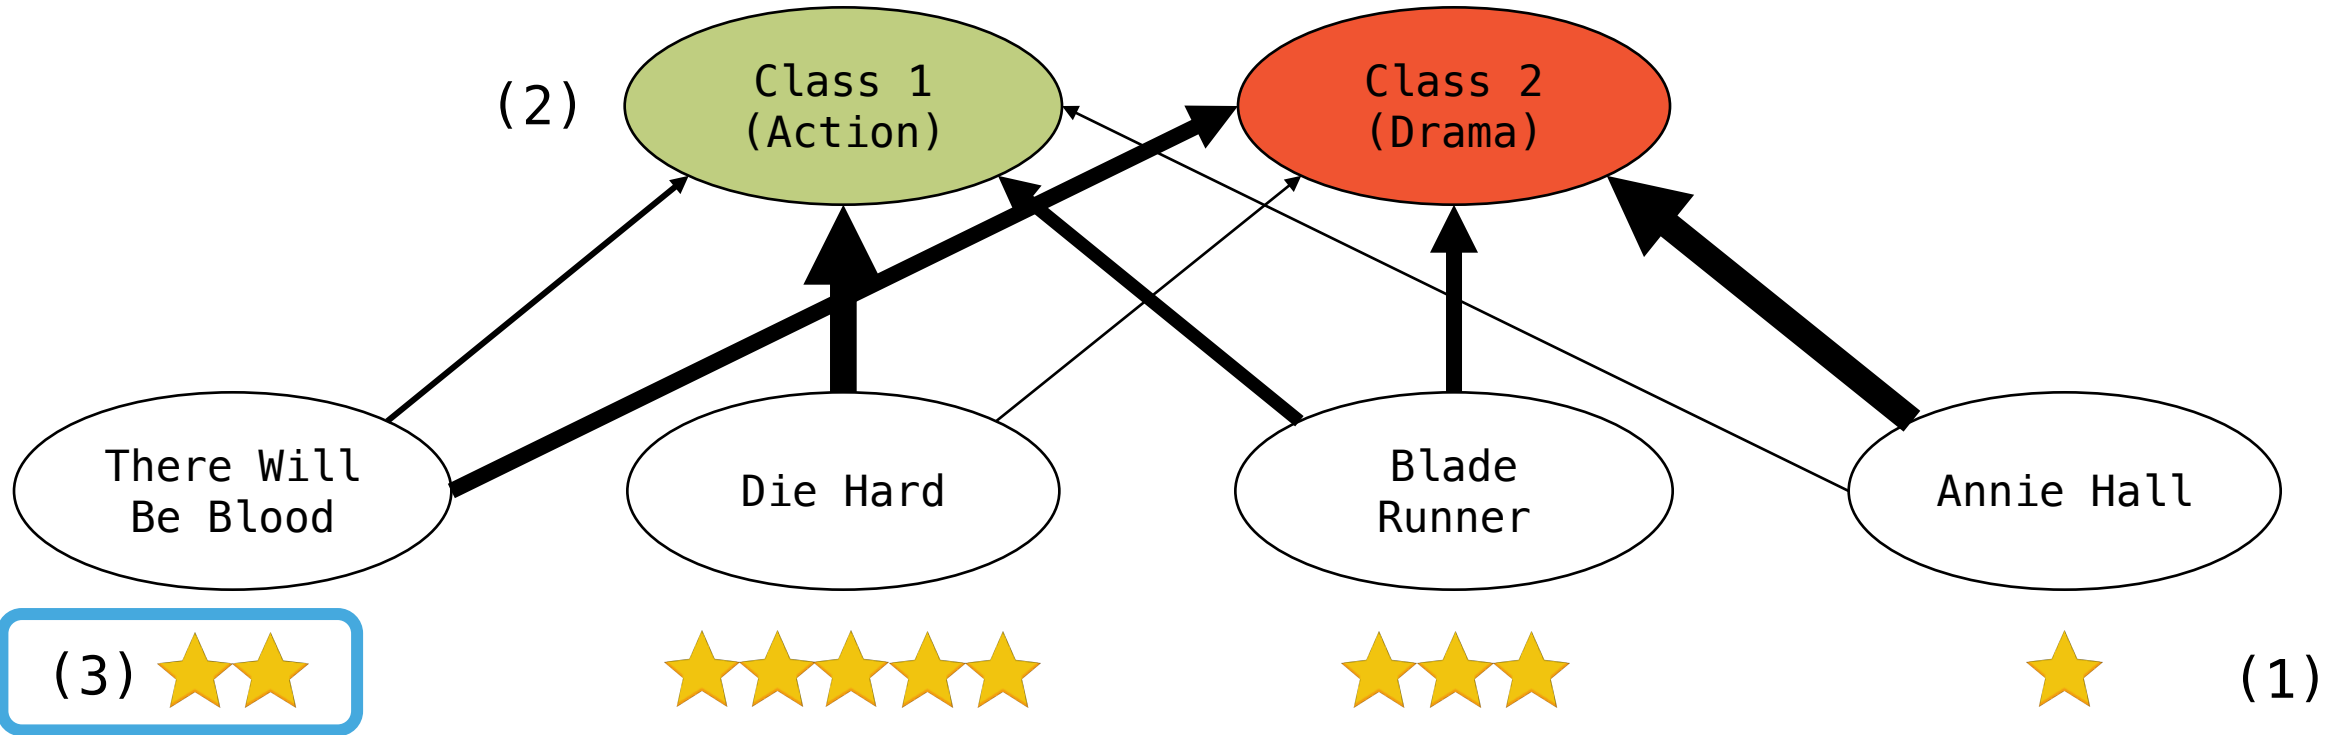 (2)
Class 1
(Action)
Class 2
(Drama)
There Will
Be Blood
Die Hard
Blade
Runner
Annie Hall
(3)
(1)